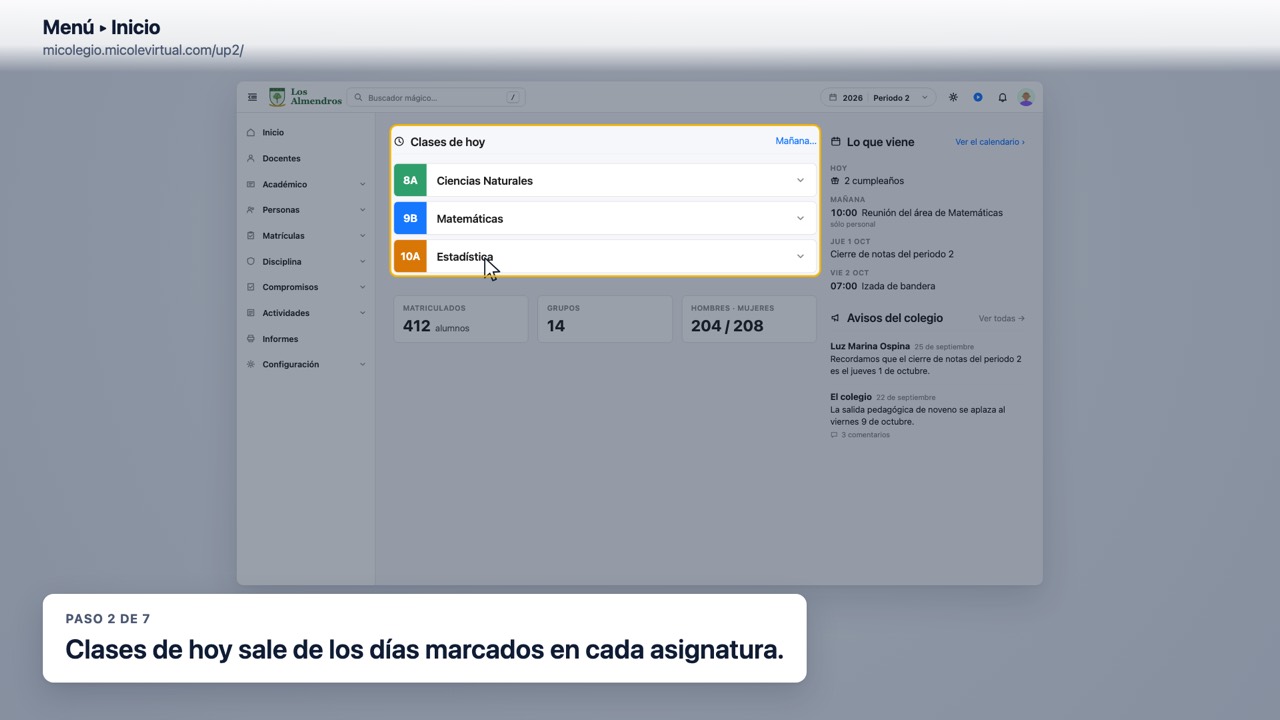 Menú ▸ Inicio
micolegio.micolevirtual.com/up2/
Los Almendros
Buscador mágico...
/
2026 Periodo 2
Inicio
Docentes
Académico
Personas
Matrículas
Disciplina
Compromisos
Actividades
Informes
Configuración
Clases de hoy
Mañana...
8A Ciencias Naturales
9B Matemáticas
10A Estadística
MATRICULADOS
412 alumnos
GRUPOS
14
HOMBRES · MUJERES
204 / 208
Lo que viene
Ver el calendario ›
HOY
2 cumpleaños
MAÑANA
10:00 Reunión del área de Matemáticas
sólo personal
JUE 1 OCT
Cierre de notas del periodo 2
VIE 2 OCT
07:00 Izada de bandera
Avisos del colegio
Ver todas →
Luz Marina Ospina 25 de septiembre
Recordamos que el cierre de notas del periodo 2
es el jueves 1 de octubre.
El colegio 22 de septiembre
La salida pedagógica de noveno se aplaza al
viernes 9 de octubre.
3 comentarios
PASO 2 DE 7
Clases de hoy sale de los días marcados en cada asignatura.